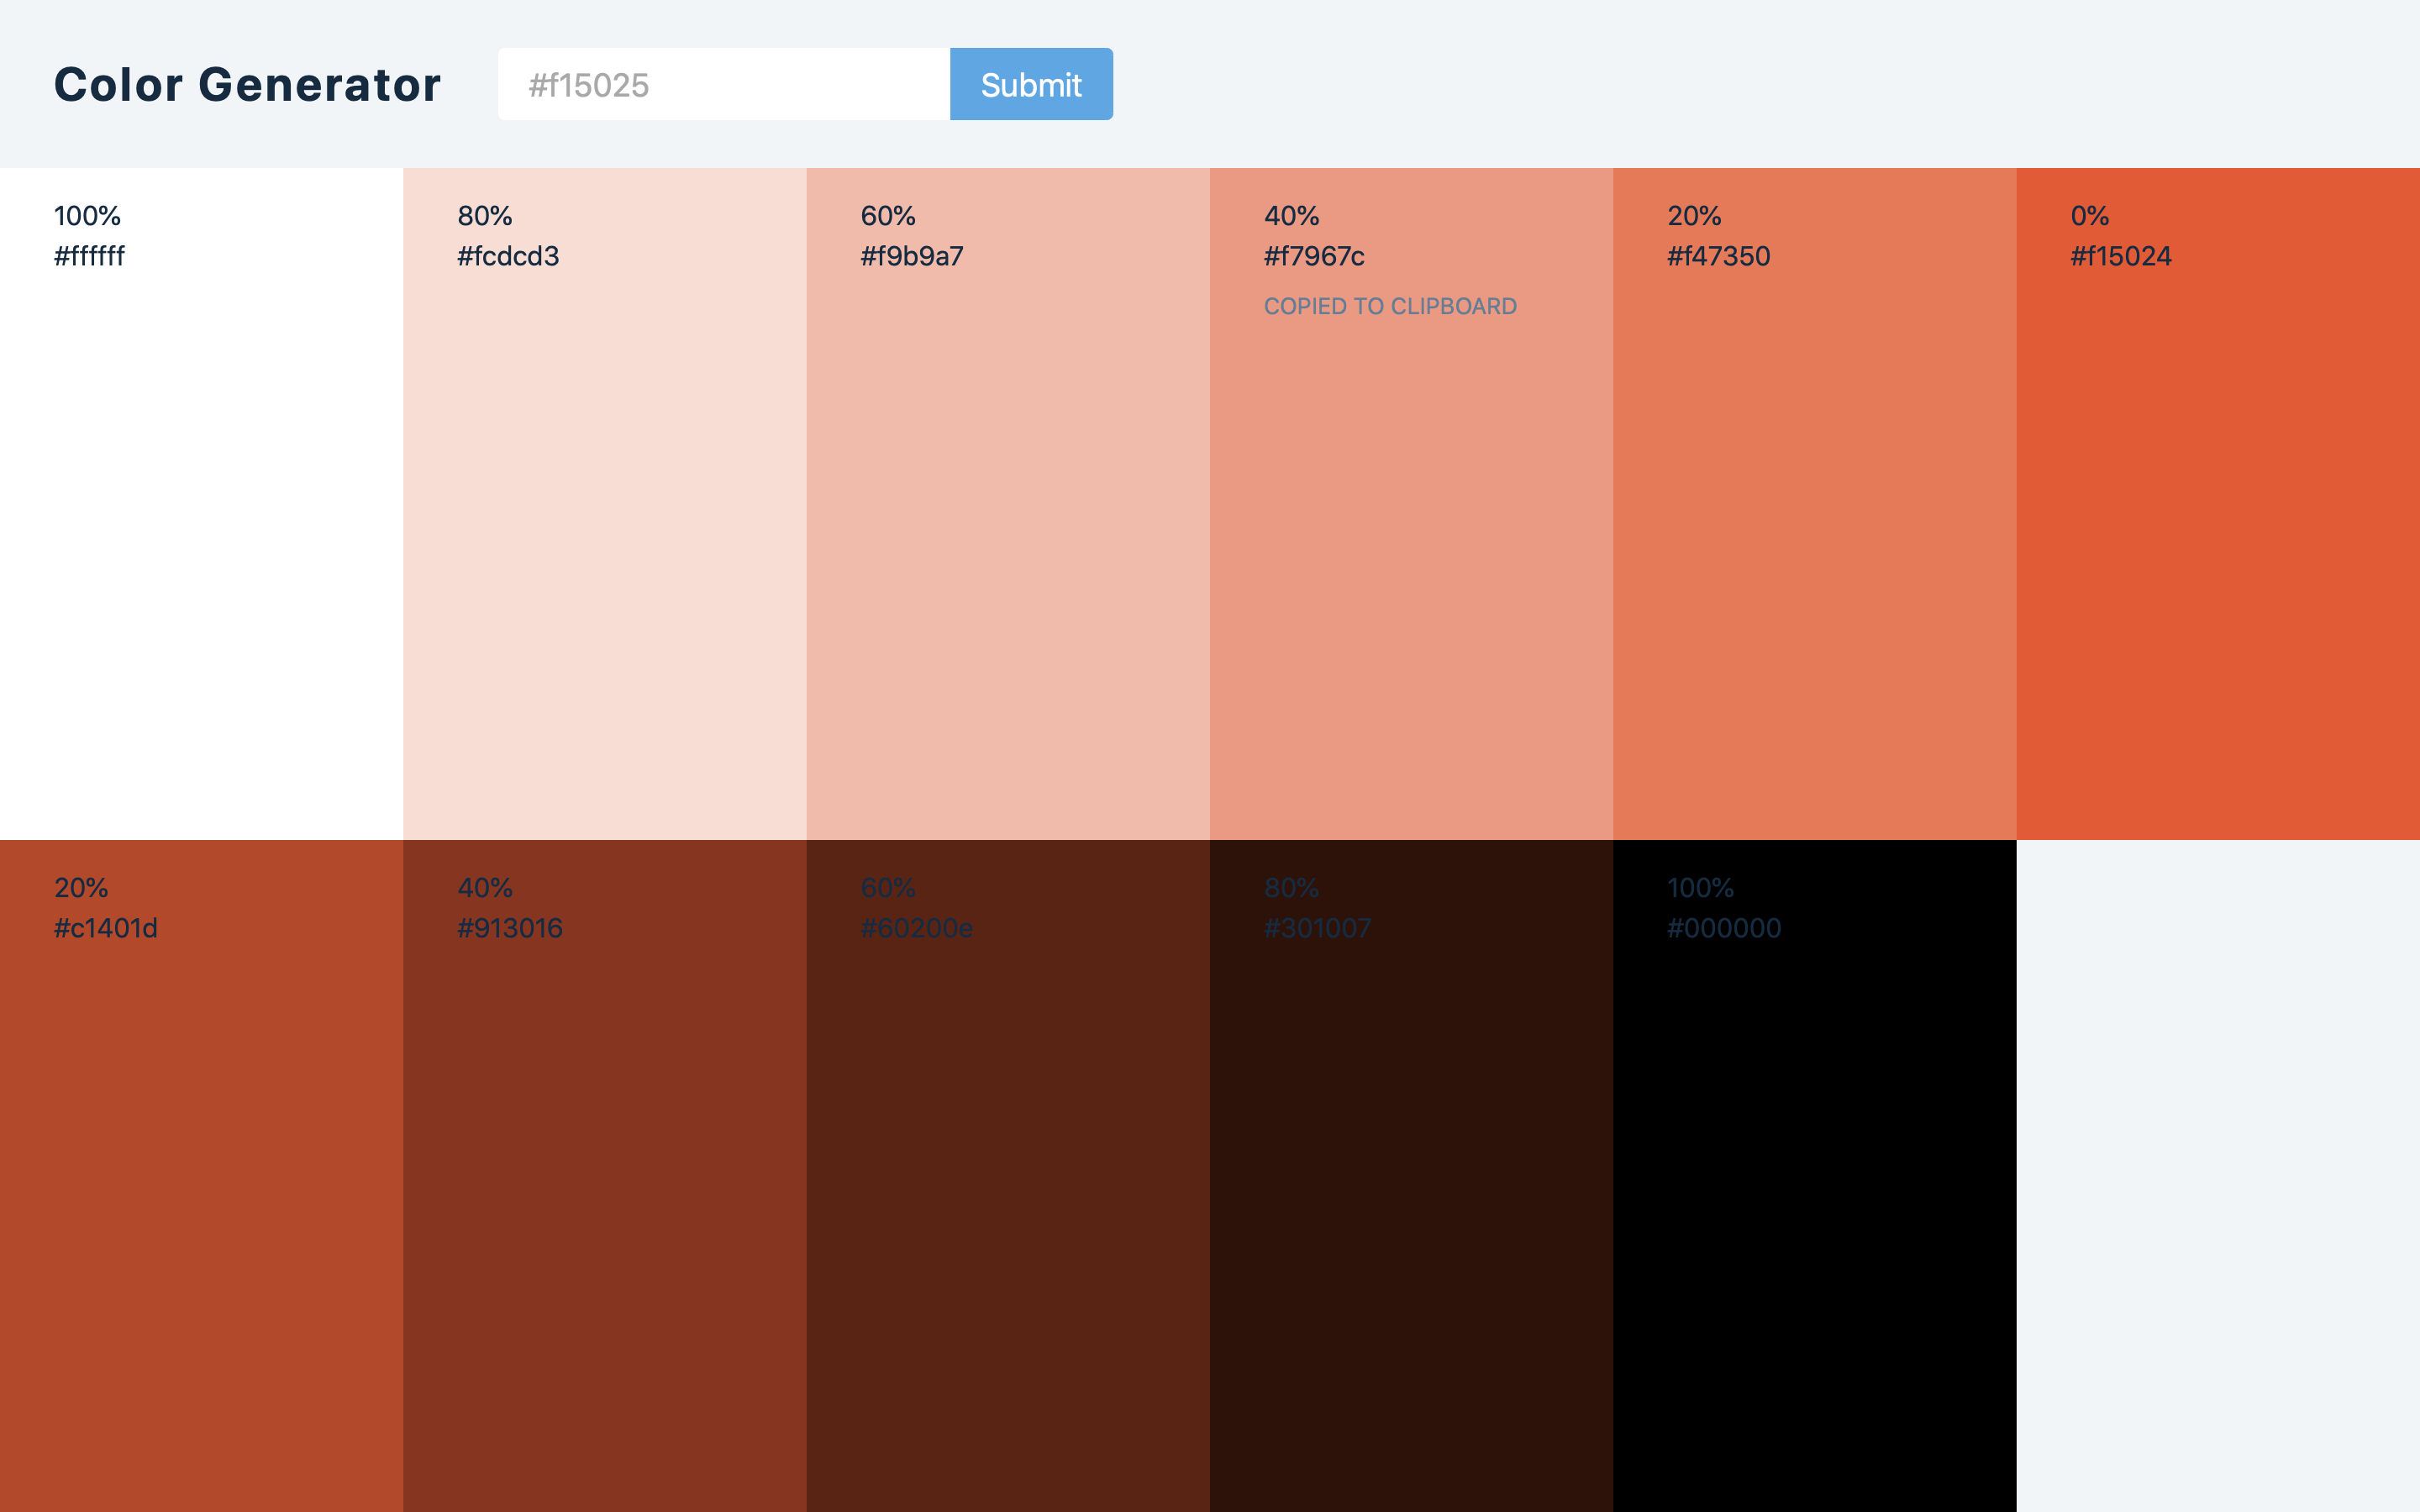 Color Generator
#f15025
Submit
100%
#ffffff
80%
#fcdcd3
60%
#f9b9a7
40%
#f7967c
COPIED TO CLIPBOARD
20%
#f47350
0%
#f15024
20%
#c1401d
40%
#913016
60%
#60200e
80%
#301007
100%
#000000